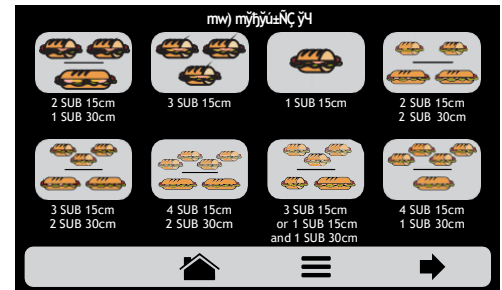 2 SUB 15cm
1 SUB 30cm
3 SUB 15cm
1 SUB 15cm
2 SUB 15cm
2 SUB 30cm
3 SUB 15cm
2 SUB 30cm
4 SUB 15cm
2 SUB 30cm
3 SUB 15cm
or 1 SUB 15cm
and 1 SUB 30cm
4 SUB 15cm
1 SUB 30cm